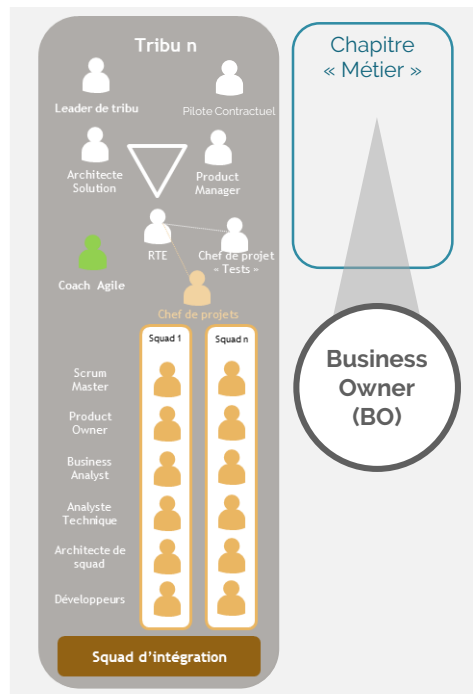 Tribu n
Leader de tribu
Pilote Contractuel
Architecte
Solution
Product
Manager
RTE
Chef de projet
« Tests »
Coach Agile
Chef de projets
Squad 1
Squad n
Scrum
Master
Product
Owner
Business
Analyst
Analyste
Technique
Architecte de
squad
Développeurs
Squad d'intégration
Chapitre
« Métier »
Business
Owner
(BO)